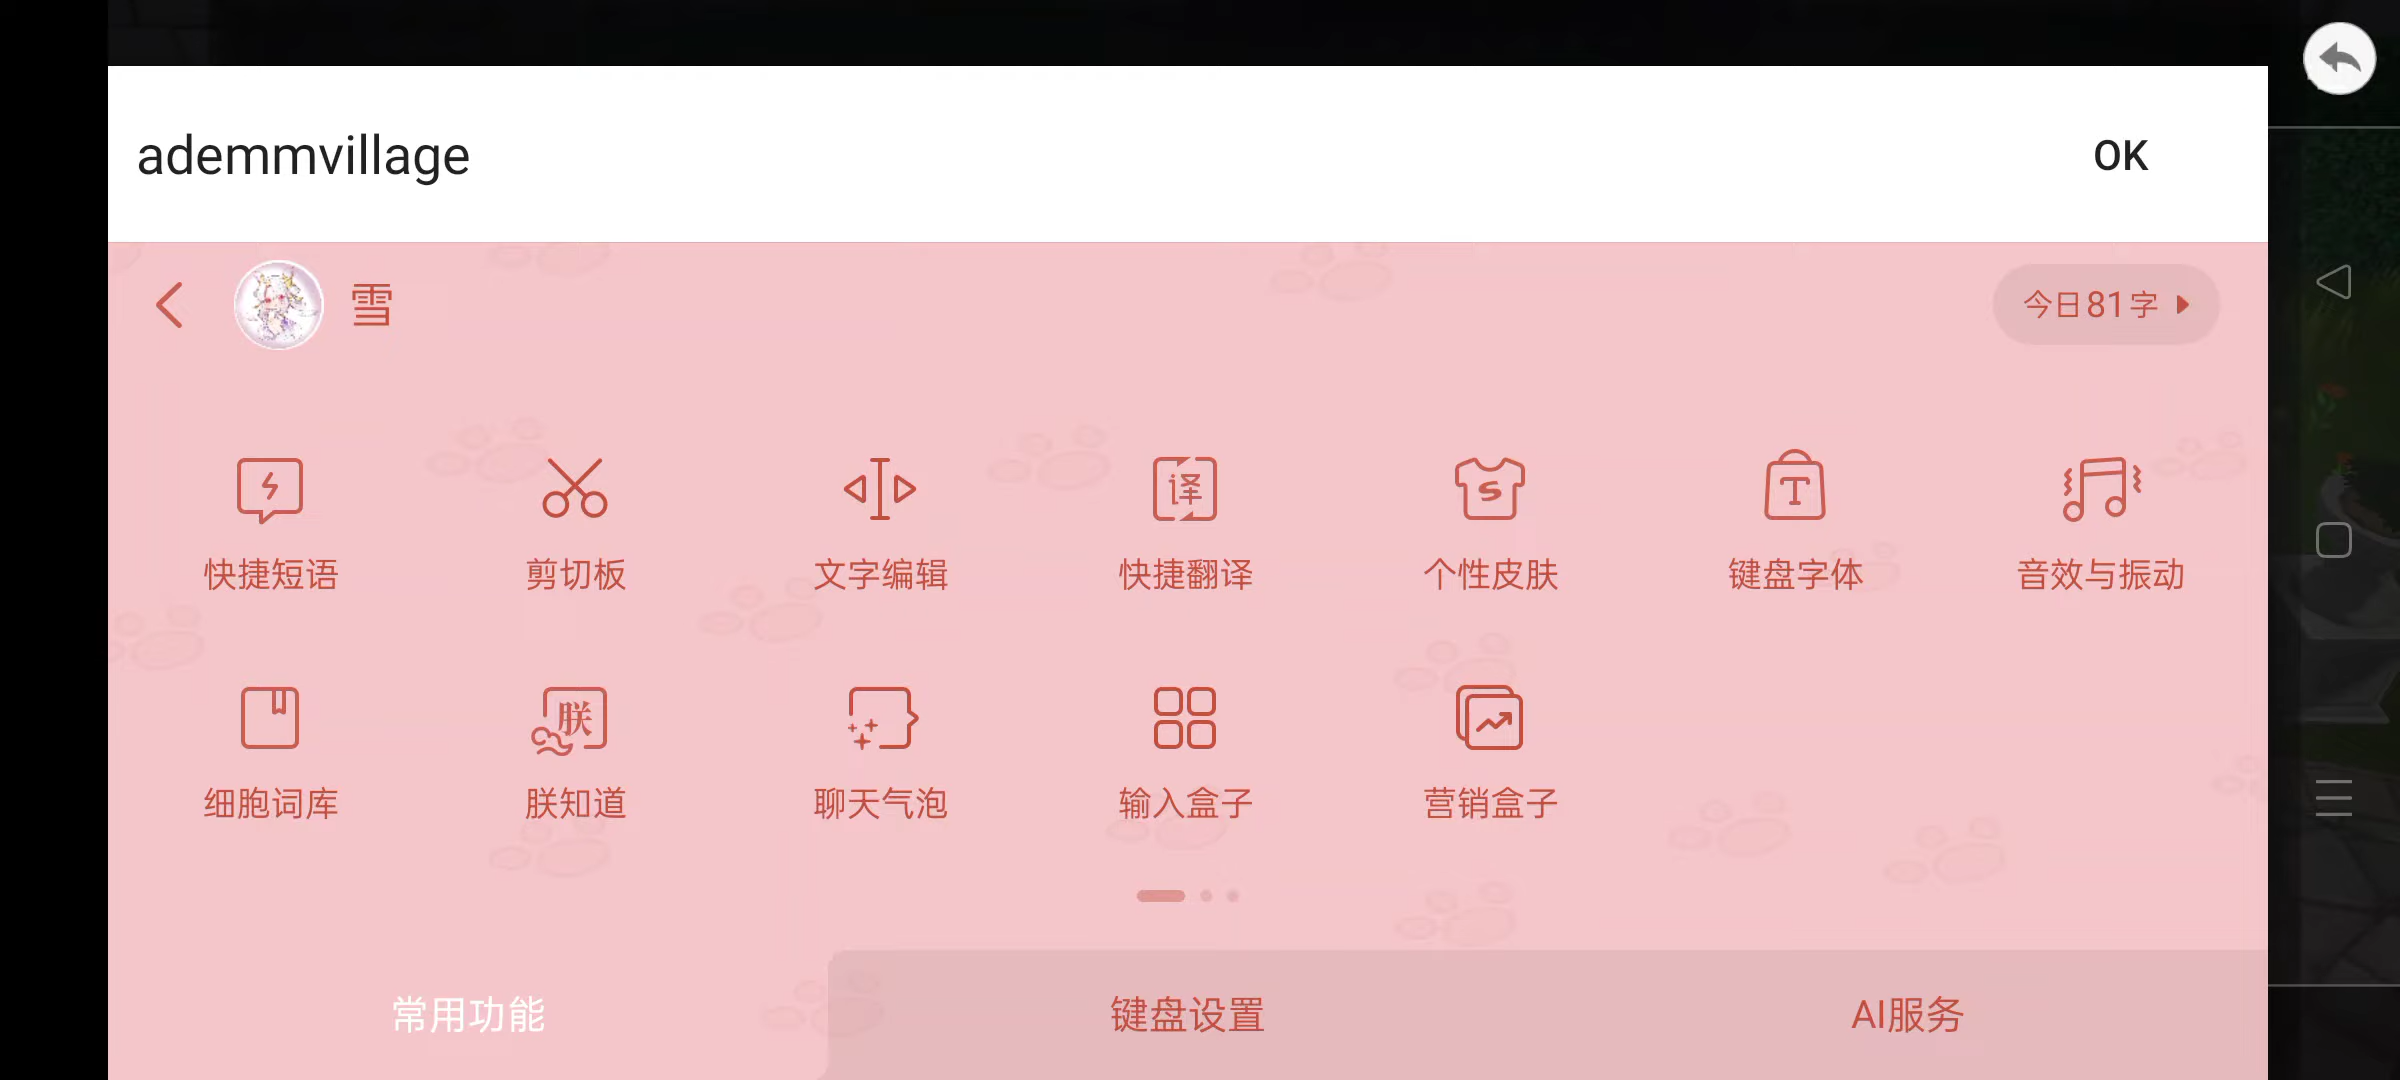 ademmvillage
OK
雪
今日81字
快捷短语
剪切板
文字编辑
译
快捷翻译
S
个性皮肤
T
键盘字体
音效与振动
细胞词库
朕
朕知道
聊天气泡
输入盒子
营销盒子
常用功能
键盘设置
AI服务